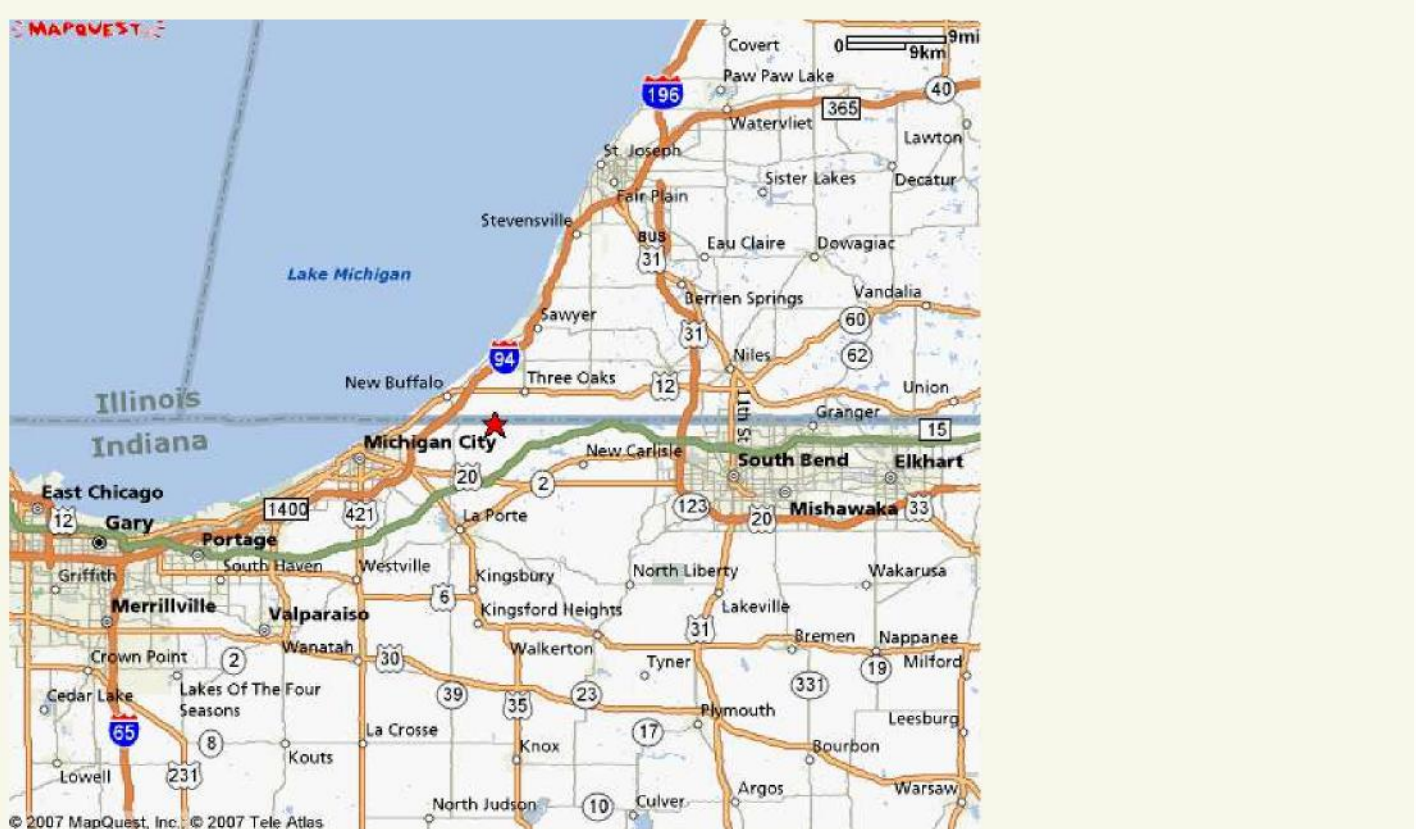 MAPQUEST
Covert
0 9mi
9km
Paw Paw Lake
196
40
365
Watervliet
Lawton
St Joseph
Sister Lakes
Decatur
Fair Plain
Stevensville
BUS
31
Eau Claire
Dowagiac
Lake Michigan
Berrien Springs
Vandalia
Sawyer
60
31
94
Niles
62
New Buffalo
Three Oaks
12
Union
Illinois
11th St
Granger
15
Indiana
Michigan City
New Carlisle
South Bend
Elkhart
20
2
East Chicago
12
Gary
1400
421
La Porte
123
20
Mishawaka
33
Portage
Griffith
South Haven
Westville
Kingsbury
North Liberty
Wakarusa
Merrillville
Valparaiso
6
Kingsford Heights
Lakeville
31
Bremen
Nappanee
Crown Point
2
Wanatah
30
Walkerton
Tyner
19
Milford
Cedar Lake
Lakes Of The Four
Seasons
39
35
23
331
Plymouth
Leesburg
65
8
La Crosse
17
Knox
Bourbon
Kouts
Lowell
231
Argos
Warsaw
North Judson
10
Culver
© 2007 MapQuest, Inc.; © 2007 Tele Atlas